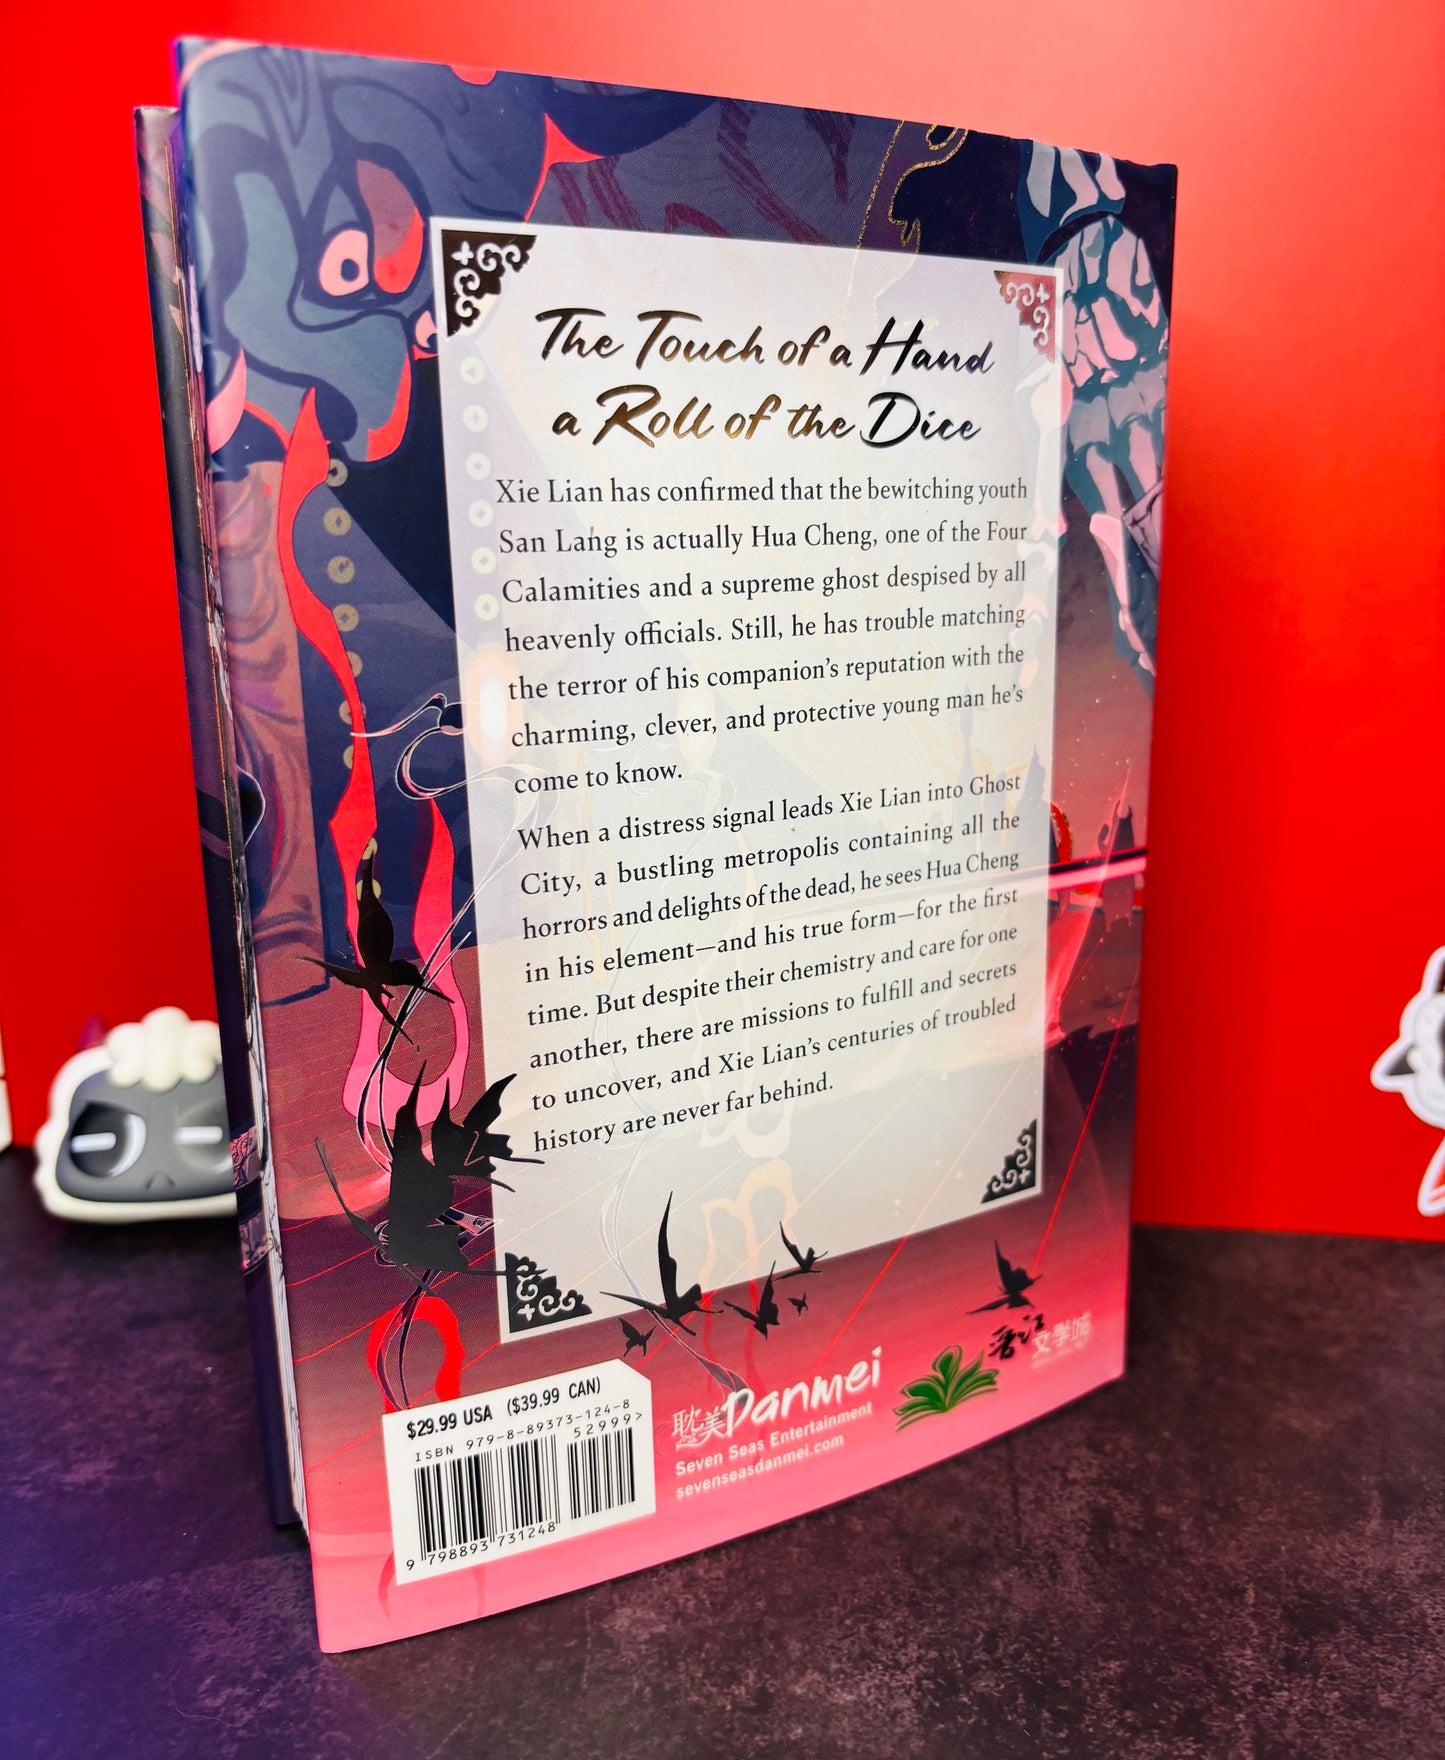 The Touch of a Hand
a Roll of the Dice
Xie Lian has confirmed that the bewitching youth
San Lang is actually Hua Cheng, one of the Four
Calamities and a supreme ghost despised by all
heavenly officials. Still, he has trouble matching
the terror of his companion’s reputation with the
charming, clever, and protective young man he’s
come to know.
When a distress signal leads Xie Lian into Ghost
City, a bustling metropolis containing all the
horrors and delights of the dead, he sees Hua Cheng
in his element—and his true form—for the first
time. But despite their chemistry and care for one
another, there are missions to fulfill and secrets
to uncover, and Xie Lian’s centuries of troubled
history are never far behind.
$29.99 USA ($39.99 CAN)
ISBN 979-8-89373-124-8
52999>
9 798893 731248
耽美 Danmei
Seven Seas Entertainment
sevenseasdanmei.com
晋江文学城